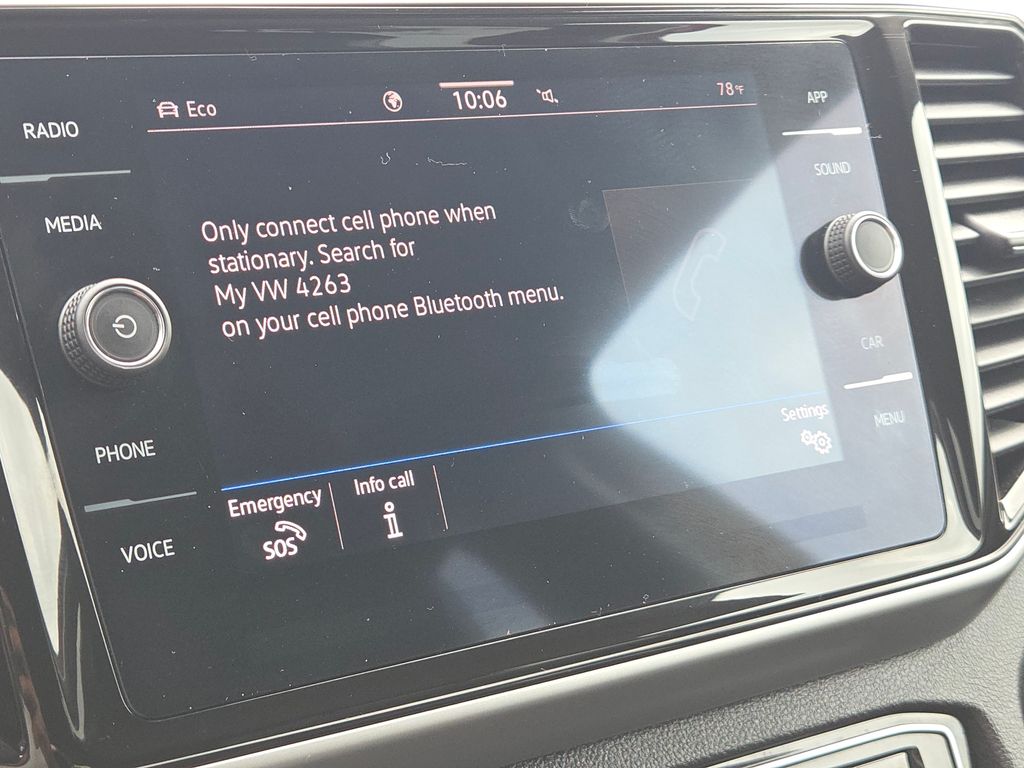 Eco
10:06
78°F
RADIO
MEDIA
PHONE
VOICE
Only connect cell phone when
stationary. Search for
My VW 4263
on your cell phone Bluetooth menu.
Settings
Emergency
SOS
Info call
i
APP
SOUND
CAR
MENU